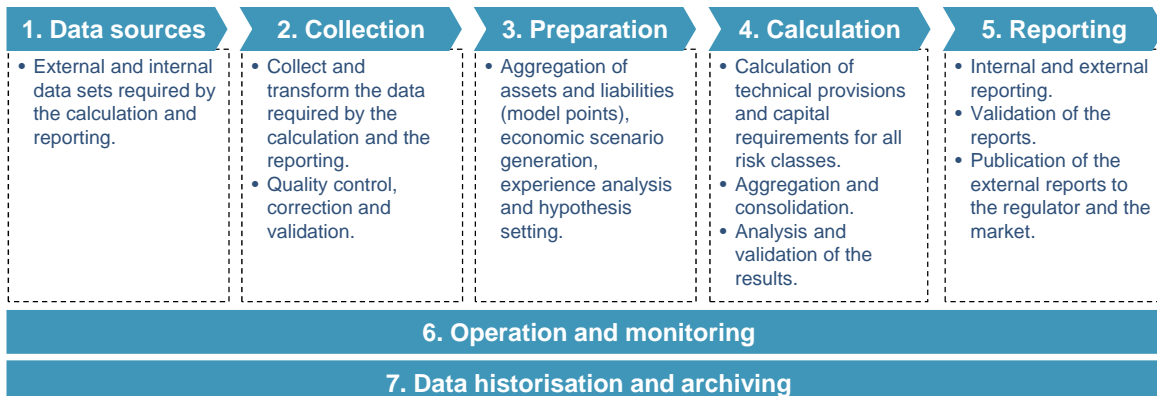 1. Data sources
• External and internal
data sets required by
the calculation and
reporting.
2. Collection
• Collect and
transform the data
required by the
calculation and the
reporting.
• Quality control,
correction and
validation.
3. Preparation
• Aggregation of
assets and liabilities
(model points),
economic scenario
generation,
experience analysis
and hypothesis
setting.
4. Calculation
• Calculation of
technical provisions
and capital
requirements for all
risk classes.
• Aggregation and
consolidation.
• Analysis and
validation of the
results.
5. Reporting
• Internal and external
reporting.
• Validation of the
reports.
• Publication of the
external reports to
the regulator and the
market.
6. Operation and monitoring
7. Data historisation and archiving